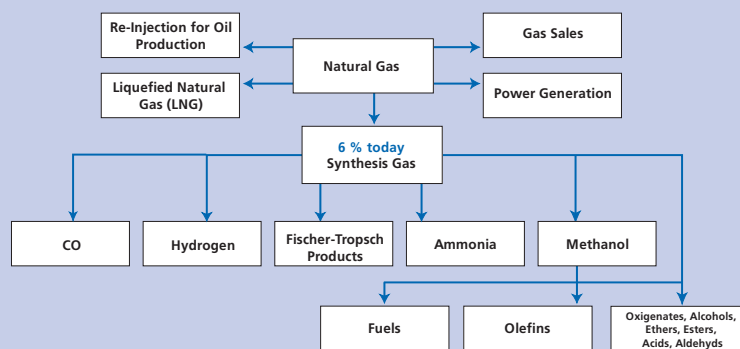 Re-Injection for Oil
Production
Gas Sales
Natural Gas
Liquefied Natural
Gas (LNG)
Power Generation
6 % today
Synthesis Gas
CO
Hydrogen
Fischer-Tropsch
Products
Ammonia
Methanol
Fuels
Olefins
Oxigenates, Alcohols,
Ethers, Esters,
Acids, Aldehyds